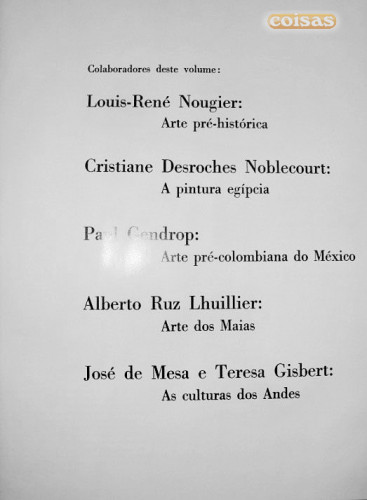 coisas
Colaboradores deste volume:
Louis-René Nougier:
Arte pré-histórica
Cristiane Desroches Noblecourt:
A pintura egípcia
Paul Gendrop:
Arte pré-colombiana do México
Alberto Ruz Lhuillier:
Arte dos Maias
José de Mesa e Teresa Gisbert:
As culturas dos Andes